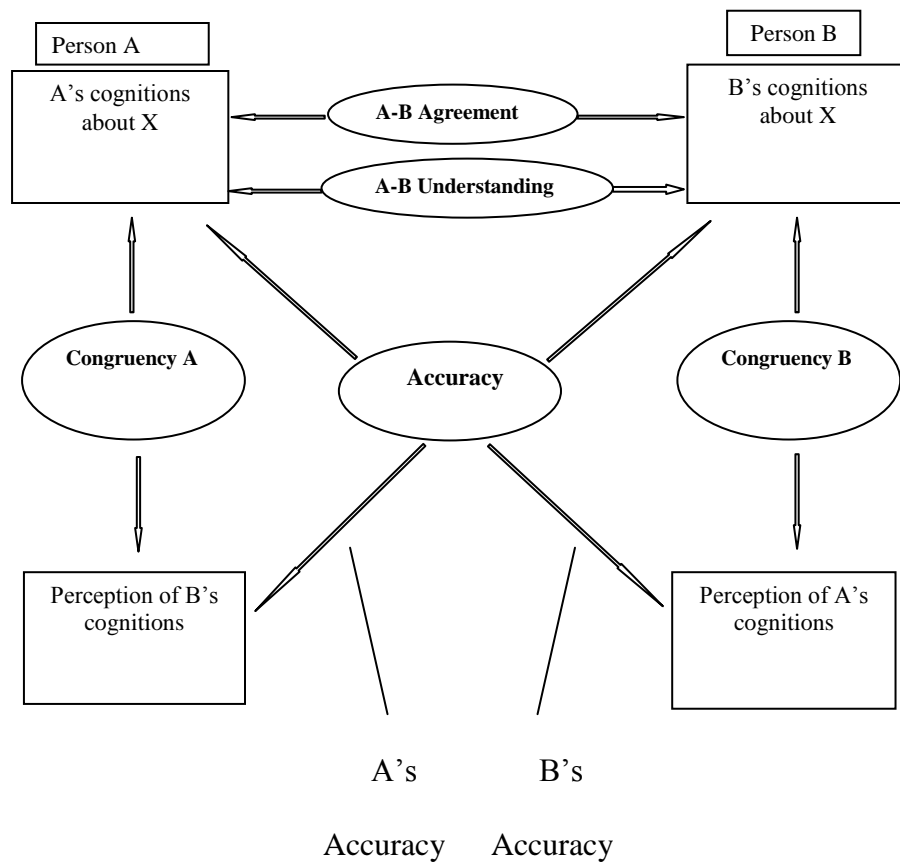 Person A
Person B
A’s cognitions
about X
B’s cognitions
about X
A-B Agreement
A-B Understanding
Congruency A
Accuracy
Congruency B
Perception of B’s
cognitions
Perception of A’s
cognitions
A’s
Accuracy
B’s
Accuracy